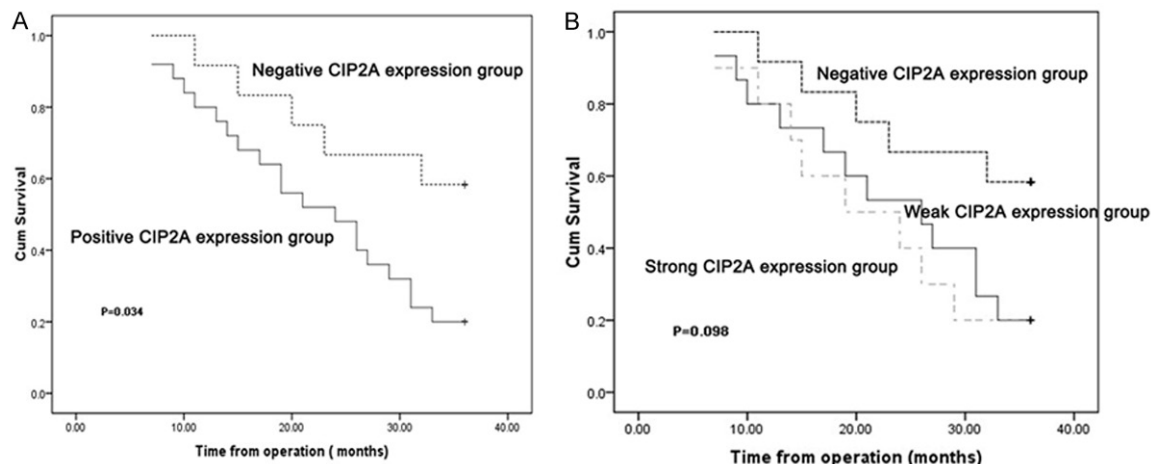 A
Cum Survival
1.0
0.8
0.6
0.4
0.2
0.0
Negative CIP2A expression group
Positive CIP2A expression group
P=0.034
0.00 10.00 20.00 30.00 40.00
Time from operation ( months)
B
Cum Survival
1.0
0.8
0.6
0.4
0.2
0.0
Negative CIP2A expression group
Weak CIP2A expression group
Strong CIP2A expression group
P=0.098
0.00 10.00 20.00 30.00 40.00
Time from operation (months)